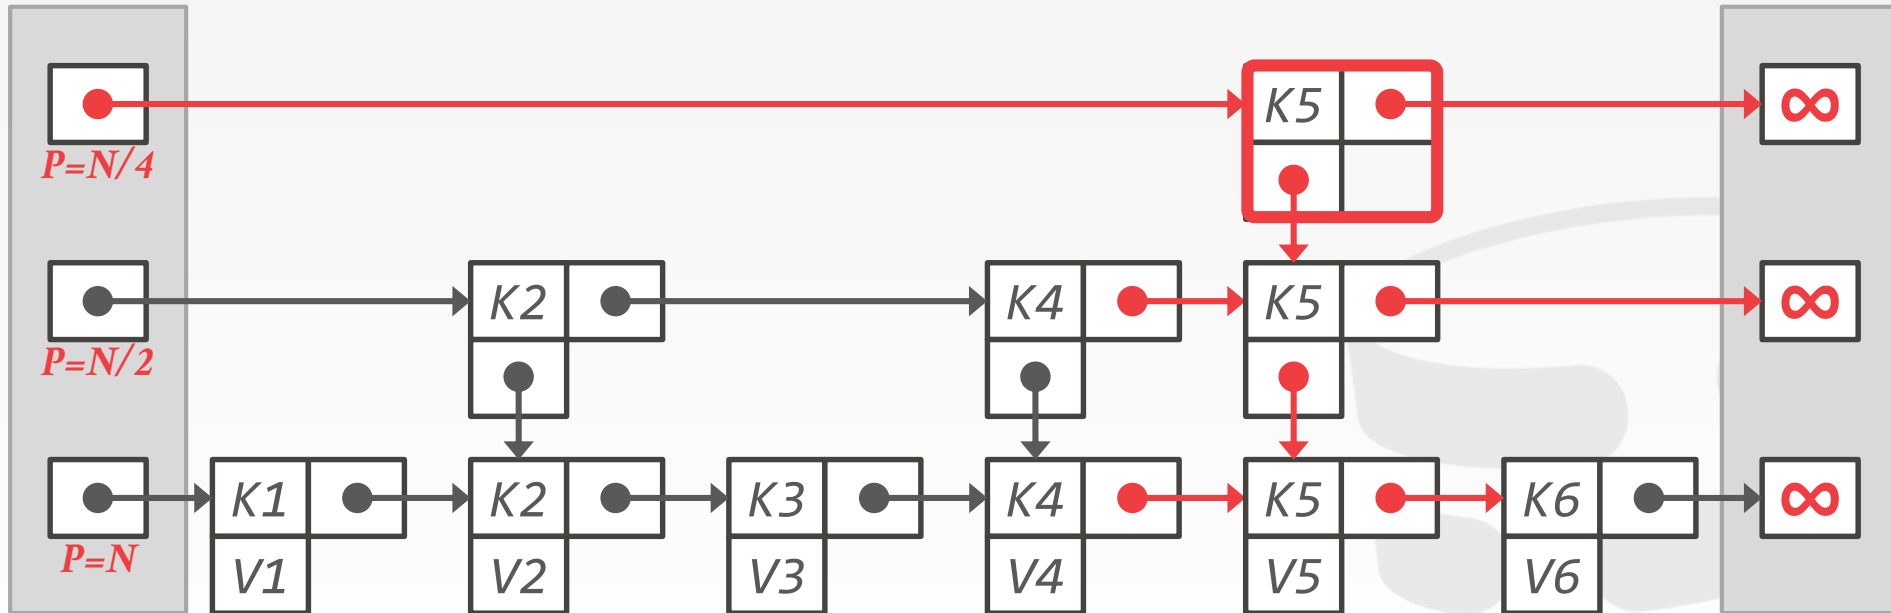 K5 ∞
P=N/4
K2 K4 K5 ∞
P=N/2
K1 K2 K3 K4 K5 K6 ∞
P=N
V1 V2 V3 V4 V5 V6